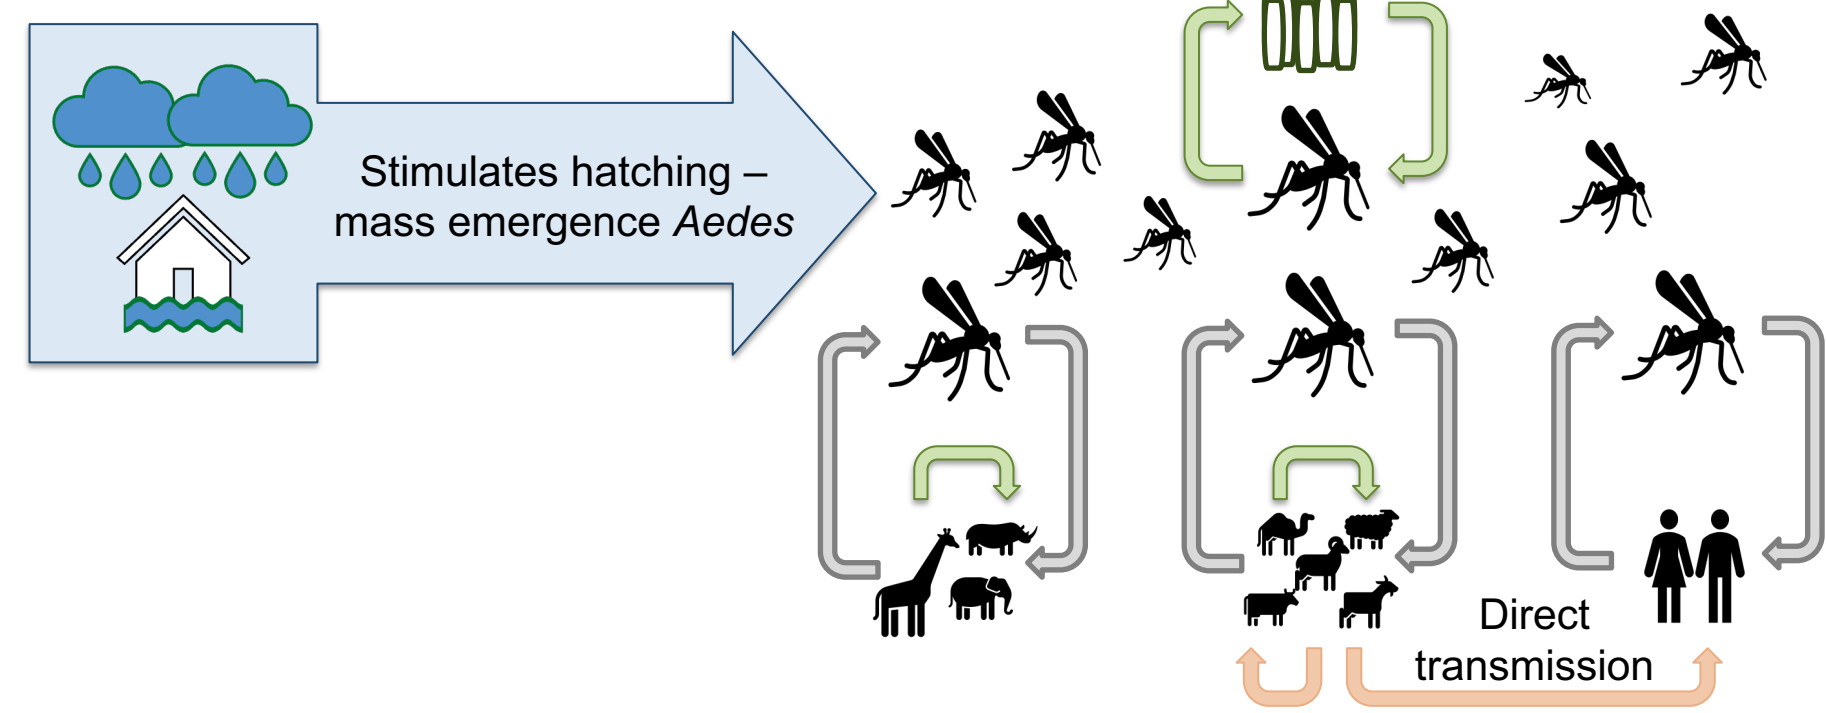 Stimulates hatching –
mass emergence Aedes
Direct
transmission